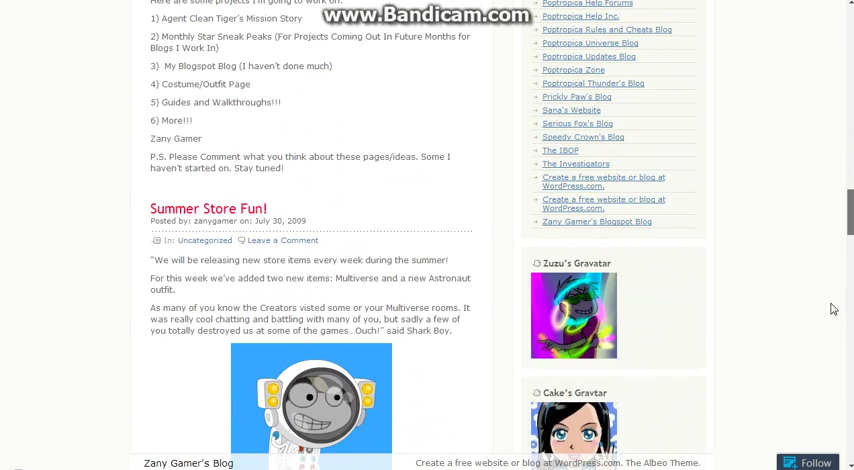 www.Bandicam.com
Here are some projects I'm going to work on.
1) Agent Clean Tiger's Mission Story
2) Monthly Star Sneak Peaks (For Projects Coming Out In Future Months for
Blogs I Work In)
3)  My Blogspot Blog (I haven't done much)
4) Costume/Outfit Page
5) Guides and Walkthroughs!!!
6) More!!!
Zany Gamer
P.S. Please Comment what you think about these pages/ideas. Some I
haven't started on. Stay tuned!
Summer Store Fun!
Posted by: zanygamer on: July 30, 2009
In: Uncategorized Leave a Comment
“We will be releasing new store items every week during the summer!
For this week we've added two new items: Multiverse and a new Astronaut
outfit.
As many of you know the Creators visted some or your Multiverse rooms. It
was really cool chatting and battling with many of you, but sadly a few of
you totally destroyed us at some of the games…Ouch!” said Shark Boy.
Poptropica Help Forums
Poptropica Help Inc.
Poptropica Rules and Cheats Blog
Poptropica Universe Blog
Poptropica Updates Blog
Poptropica Zone
Poptropical Thunder's Blog
Prickly Paw's Blog
Sana's Website
Serious Fox's Blog
Speedy Crown's Blog
The IBOP
The Investigators
Create a free website or blog at
WordPress.com.
Create a free website or blog at
WordPress.com.
Zany Gamer's Blogspot Blog
Zuzu's Gravatar
Cake's Gravtar
Zany Gamer's Blog
Create a free website or blog at WordPress.com. The Albeo Theme.
Follow